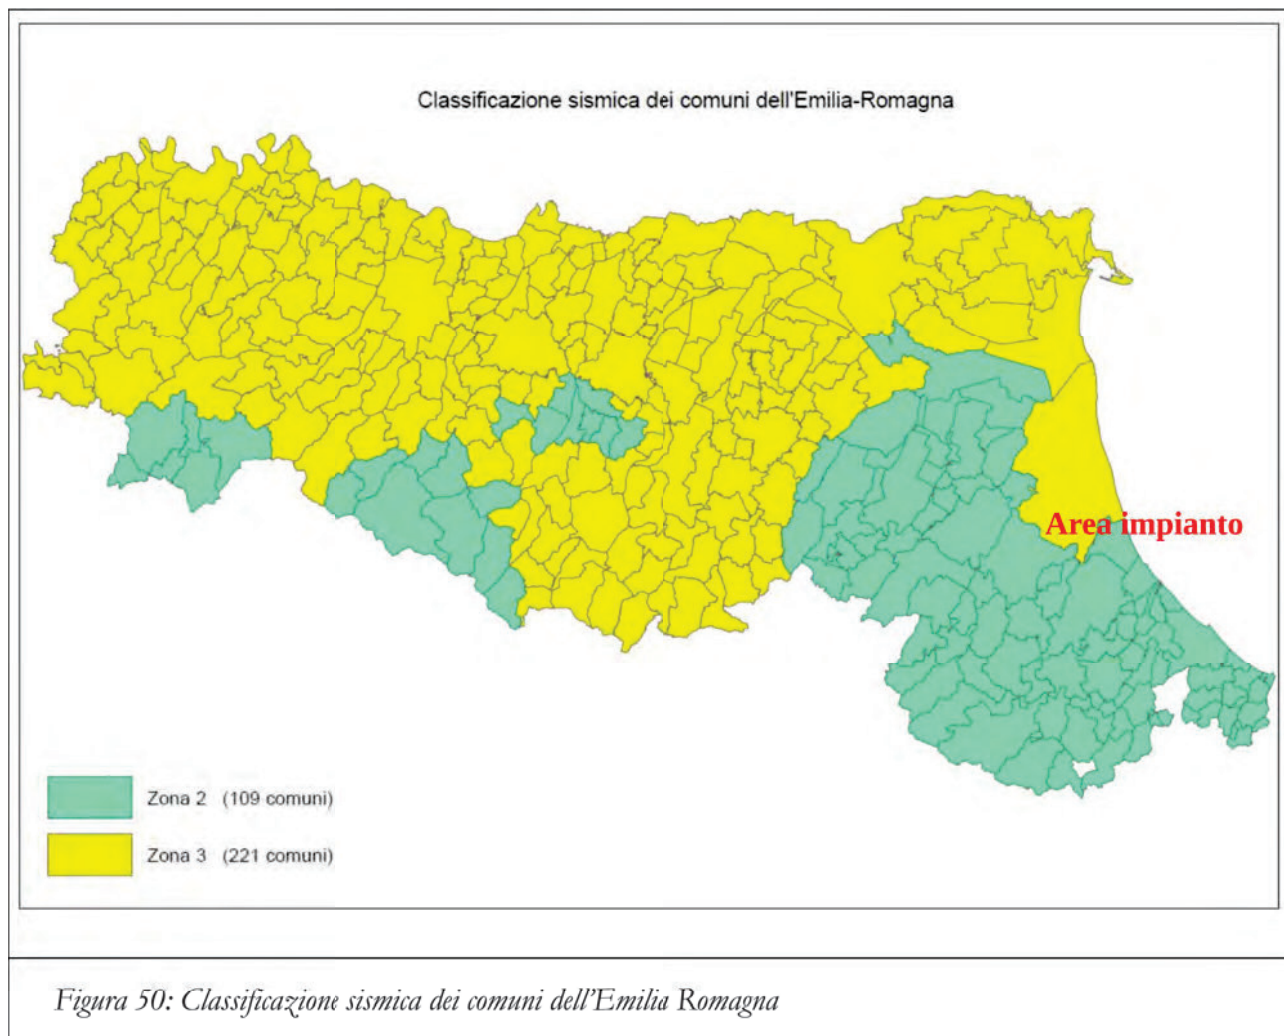 Classificazione sismica dei comuni dell'Emilia-Romagna
Area impianto
Zona 2 (109 comuni)
Zona 3 (221 comuni)
Figura 50: Classificazione sismica dei comuni dell'Emilia Romagna